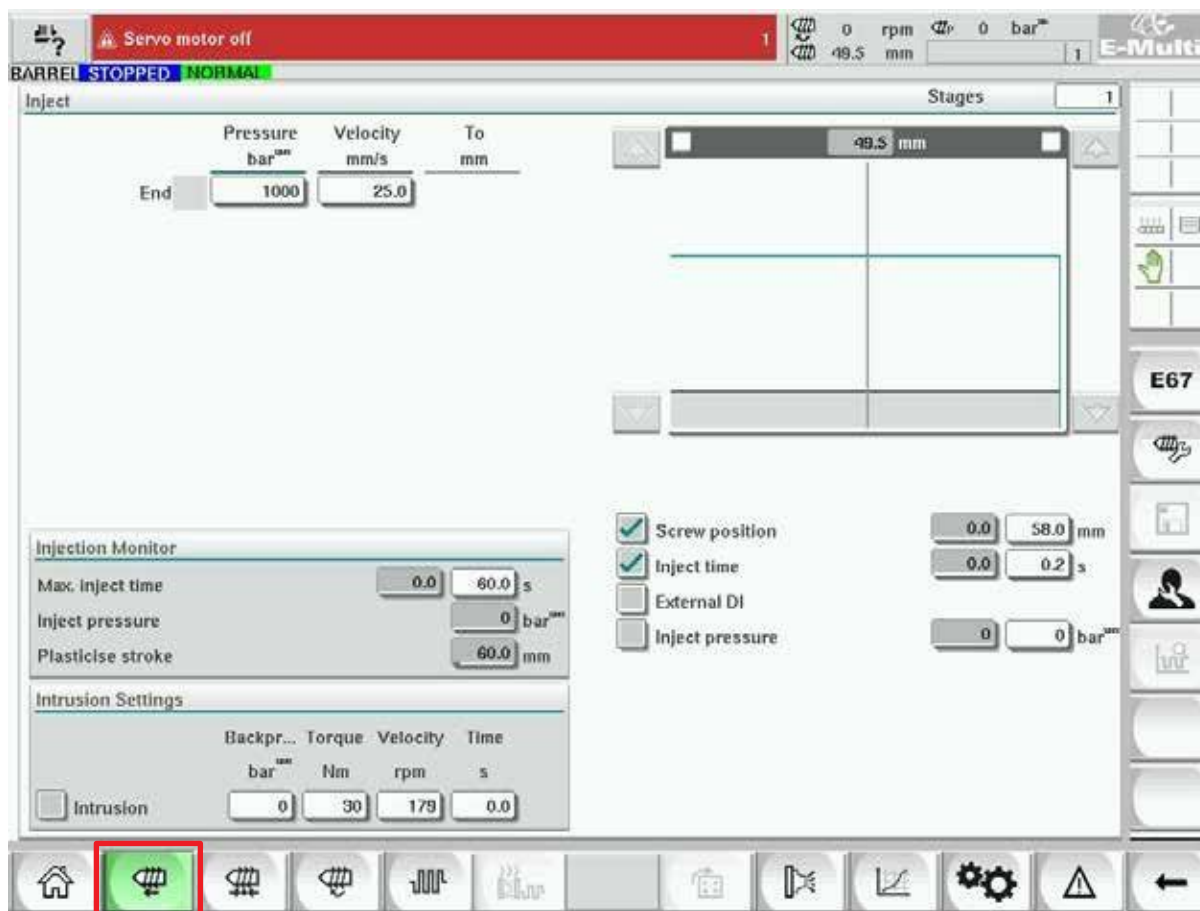 Servo motor off 1
0 rpm 0 bar
49.5 mm 1
E-Multi
BARREL STOPPED NORMAL
Inject
Stages 1
Pressure Velocity To
bar mm/s mm
End 1000 25.0
49.5 mm
E67
Screw position 0.0 58.0 mm
Inject time 0.0 0.2 s
External DI
Inject pressure 0 0 bar
Injection Monitor
Max. inject time 0.0 60.0 s
Inject pressure 0 bar
Plasticise stroke 60.0 mm
Intrusion Settings
Backpr... Torque Velocity Time
bar Nm rpm s
Intrusion 0 30 179 0.0